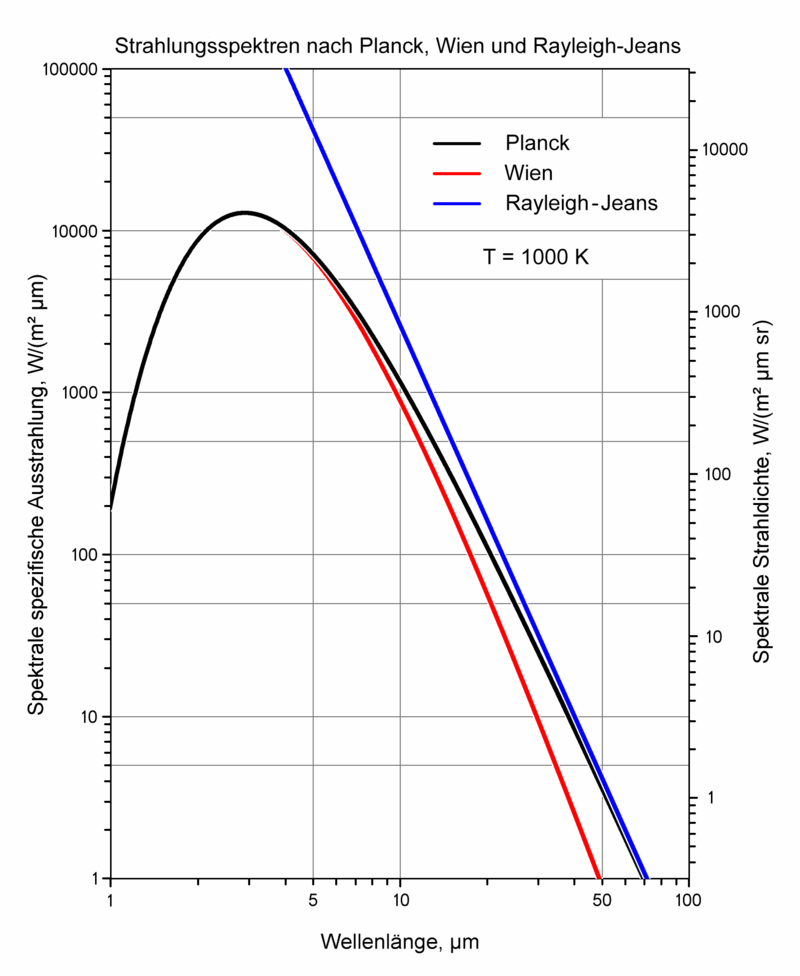 Strahlungsspektren nach Planck, Wien und Rayleigh-Jeans
100000
10000
1000
100
10
1
Spektrale spezifische Ausstrahlung, W/(m² µm)
Planck
Wien
Rayleigh-Jeans
T = 1000 K
10000
1000
100
10
1
Spektrale Strahldichte, W/(m² µm sr)
1
5
10
50
100
Wellenlänge, µm